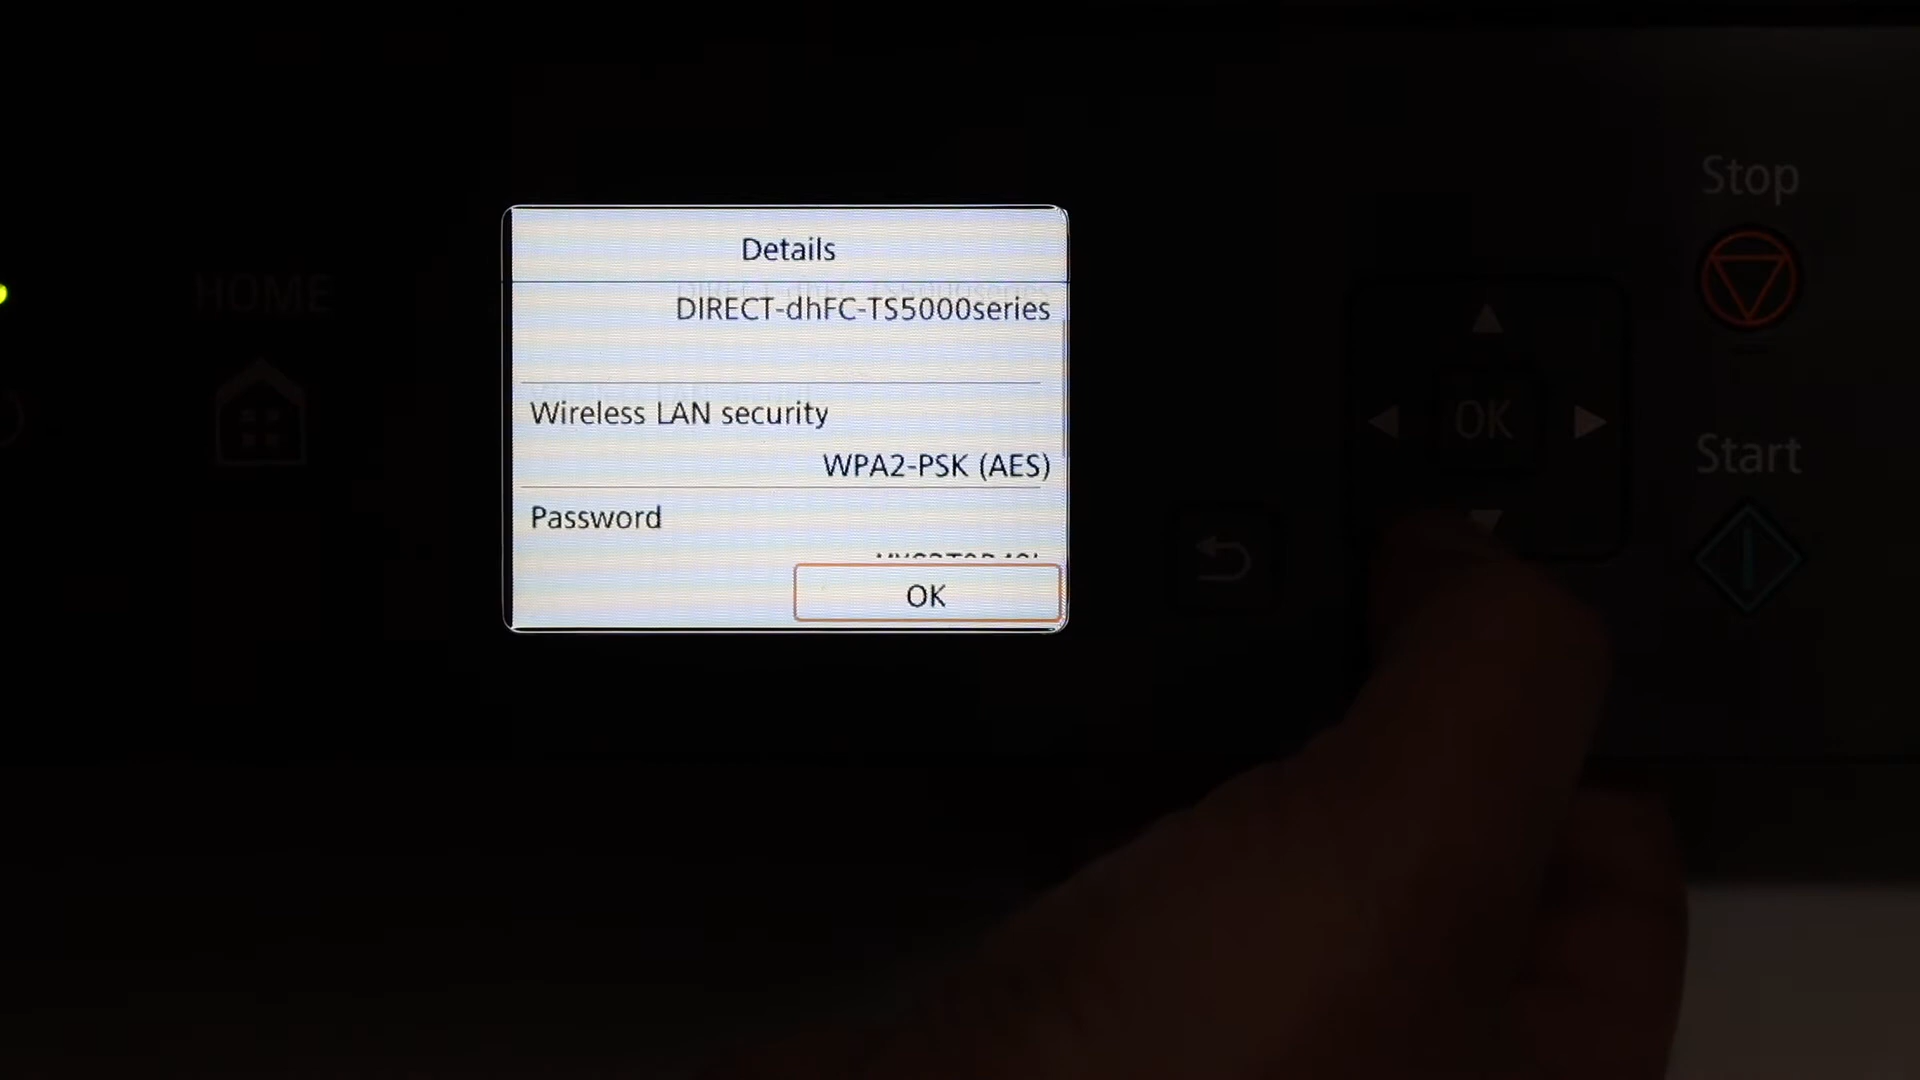 Stop
Details
HOME
DIRECT-dhFC-TS5000series
Wireless LAN security
OK
Start
WPA2-PSK (AES)
Password
OK